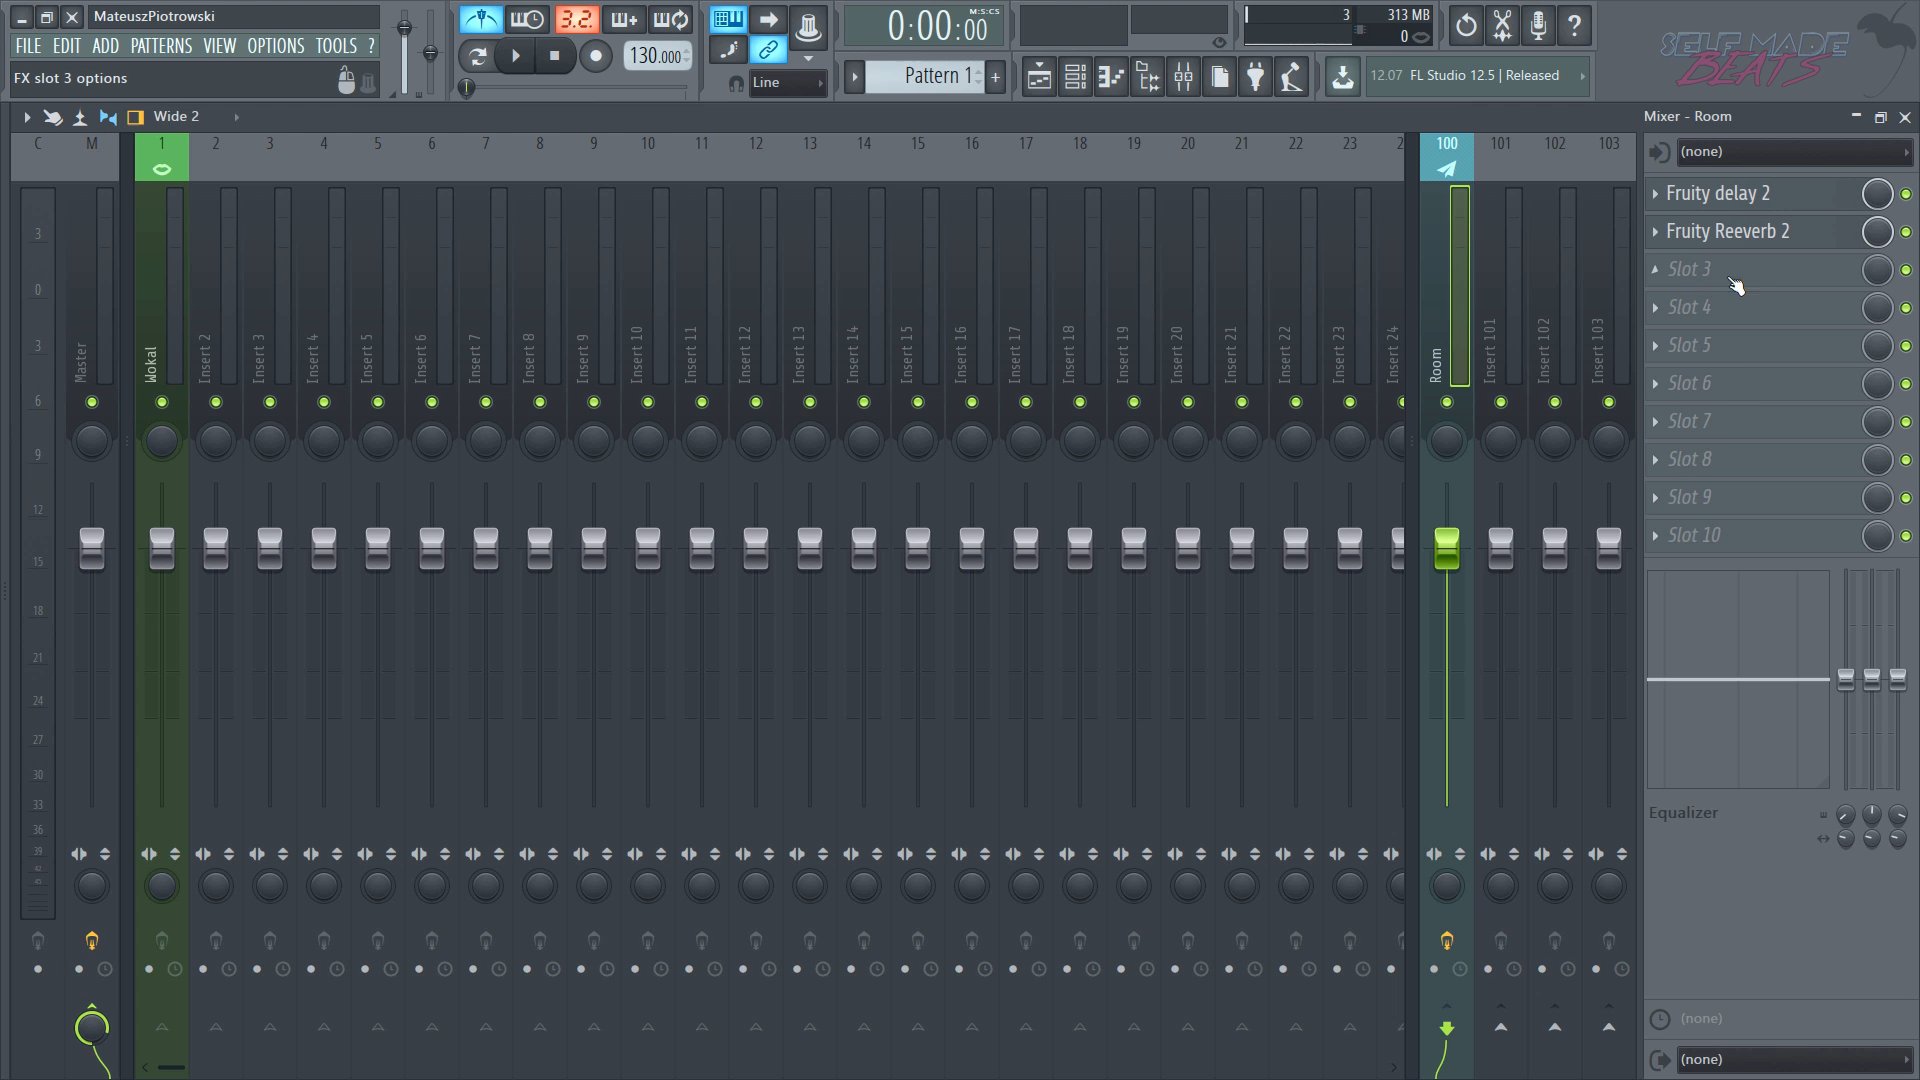 MateuszPiotrowski
FILE EDIT ADD PATTERNS VIEW OPTIONS TOOLS ?
FX slot 3 options
3.2.
130.000
Line
0:00:00
M:S:CS
Pattern 1
3
313 MB
0
12.07 FL Studio 12.5 | Released
SELF MADE
BEATS
Wide 2
Mixer - Room
C M 1 2 3 4 5 6 7 8 9 10 11 12 13 14 15 16 17 18 19 20 21 22 23 2 100 101 102 103
(none)
Fruity delay 2
Fruity Reeverb 2
Slot 3
Slot 4
Slot 5
Slot 6
Slot 7
Slot 8
Slot 9
Slot 10
3
0
3
6
9
12
15
18
21
24
27
30
33
36
39
Master
Wokal
Insert 2
Insert 3
Insert 4
Insert 5
Insert 6
Insert 7
Insert 8
Insert 9
Insert 10
Insert 11
Insert 12
Insert 13
Insert 14
Insert 15
Insert 16
Insert 17
Insert 18
Insert 19
Insert 20
Insert 21
Insert 22
Insert 23
Insert 24
Room
Insert 101
Insert 102
Insert 103
Equalizer
(none)
(none)